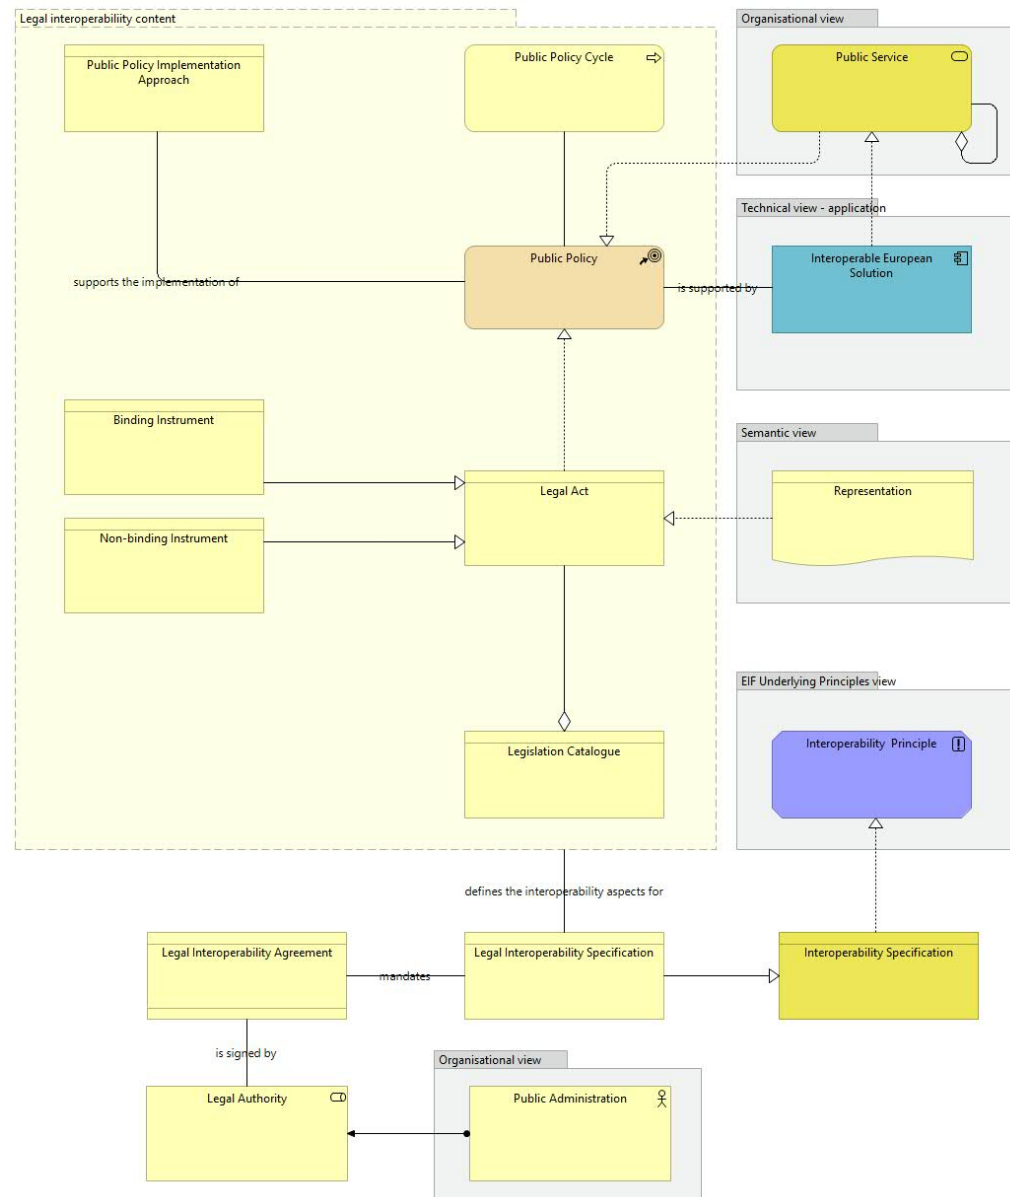 Legal interoperability content
Organisational view
Public Policy Implementation
Approach
Public Policy Cycle
Public Service
Technical view - application
Public Policy
Interoperable European
Solution
supports the implementation of
is supported by
Binding Instrument
Semantic view
Legal Act
Representation
Non-binding Instrument
EIF Underlying Principles view
Legislation Catalogue
Interoperability Principle
defines the interoperability aspects for
Legal Interoperability Agreement
Legal Interoperability Specification
Interoperability Specification
mandates
is signed by
Organisational view
Legal Authority
Public Administration